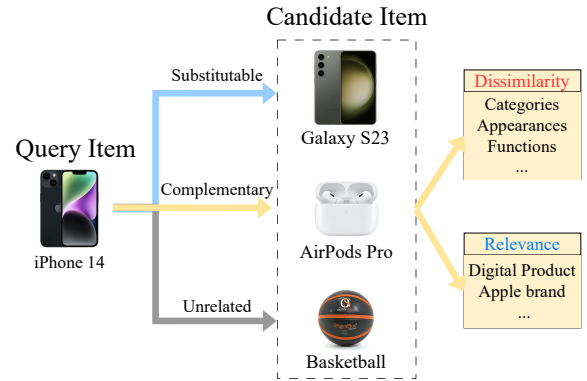 Candidate Item
Substitutable
Galaxy S23
Query Item
iPhone 14
Complementary
AirPods Pro
Unrelated
Basketball
Dissimilarity
Categories
Appearances
Functions
...
Relevance
Digital Product
Apple brand
...